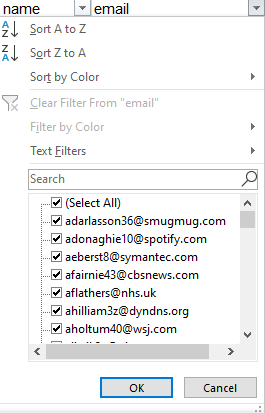 name email
Sort A to Z
Sort Z to A
Sort by Color
Clear Filter From "email"
Filter by Color
Text Filters
Search
(Select All)
adarlasson36@smugmug.com
adonaghie10@spotify.com
aeberst8@symantec.com
afairnie43@cbsnews.com
aflathers@nhs.uk
ahilliam3z@dyndns.org
aholtum40@wsj.com
OK Cancel